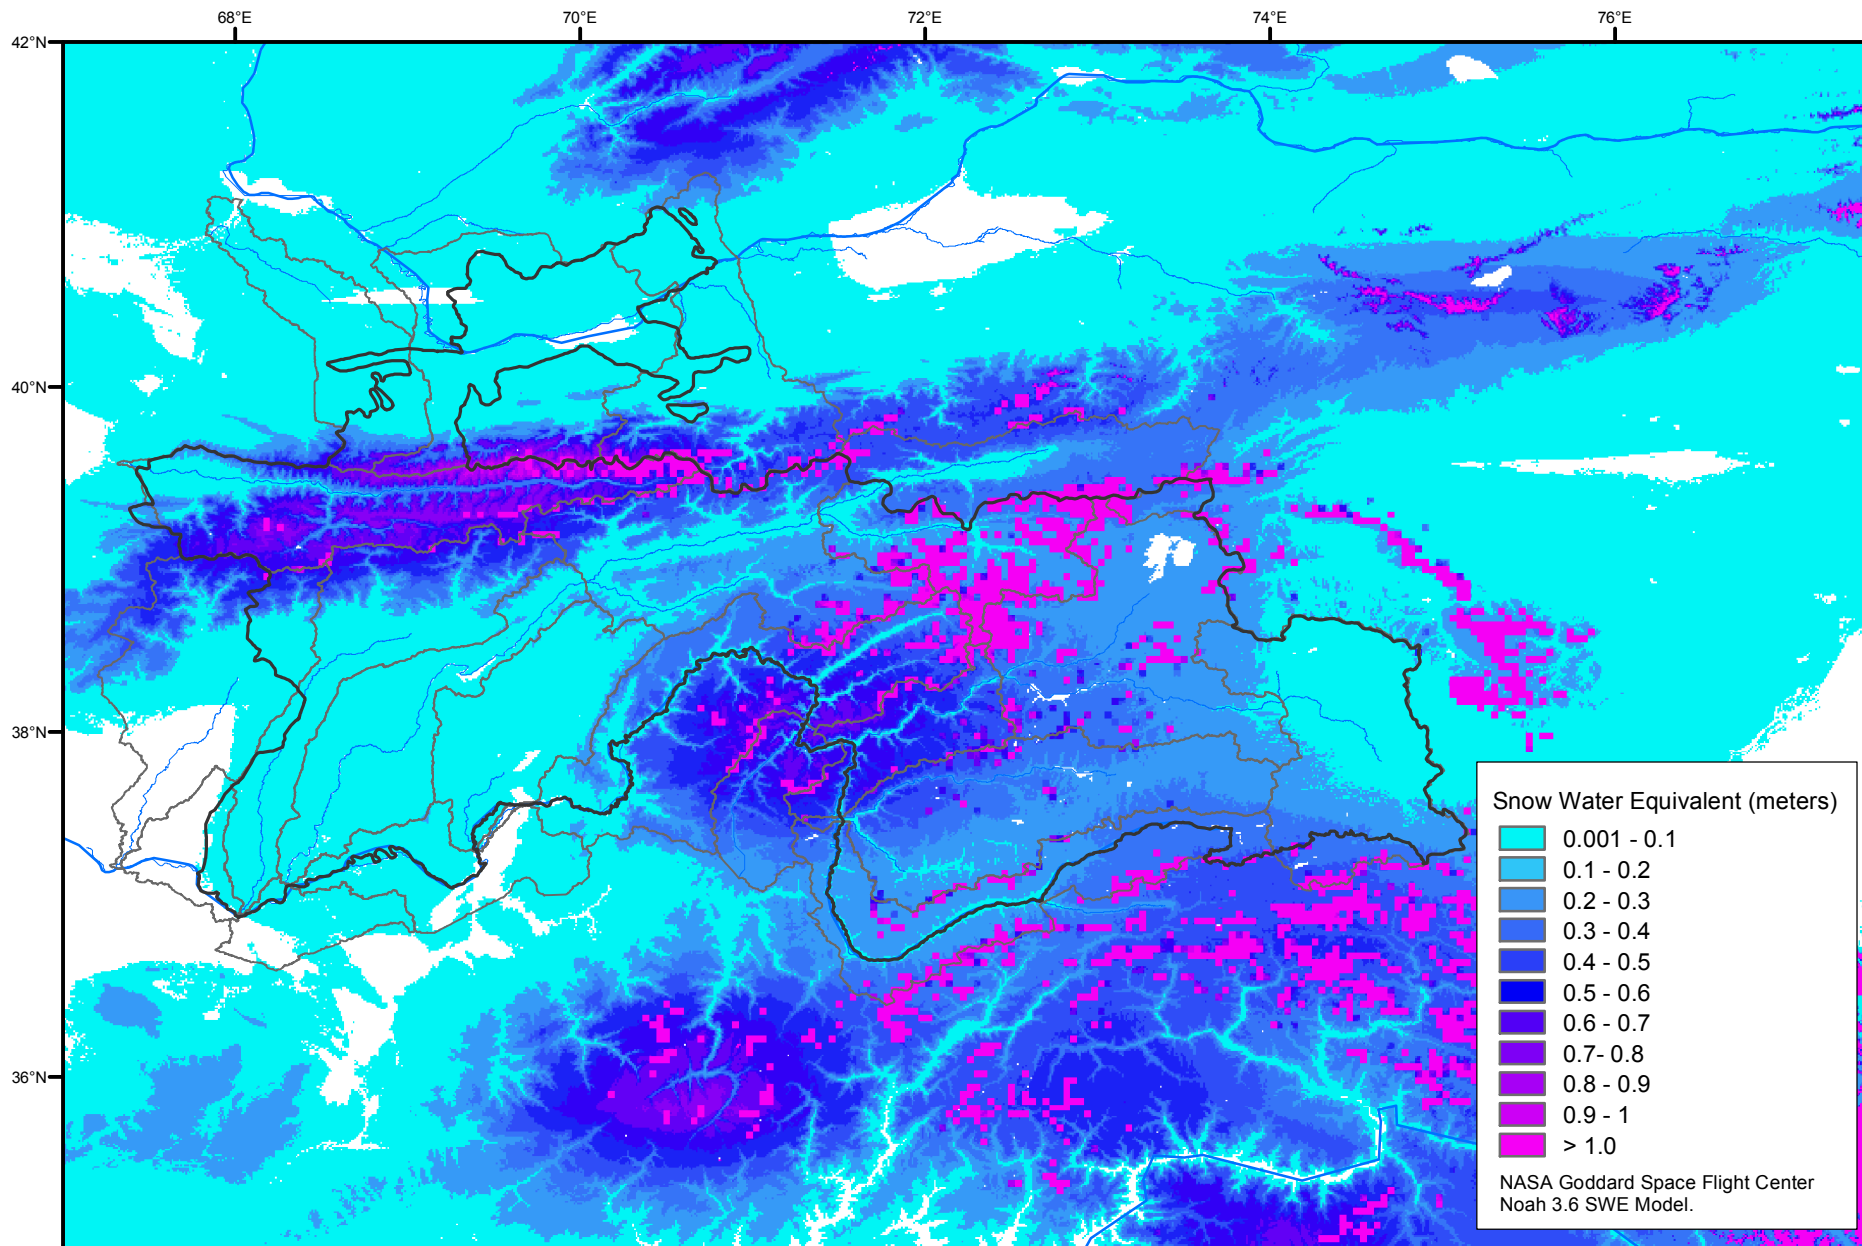 68°E 70°E 72°E 74°E 76°E
42°N
40°N
38°N
36°N
Snow Water Equivalent (meters)
0.001 - 0.1
0.1 - 0.2
0.2 - 0.3
0.3 - 0.4
0.4 - 0.5
0.5 - 0.6
0.6 - 0.7
0.7- 0.8
0.8 - 0.9
0.9 - 1
> 1.0
NASA Goddard Space Flight Center
Noah 3.6 SWE Model.